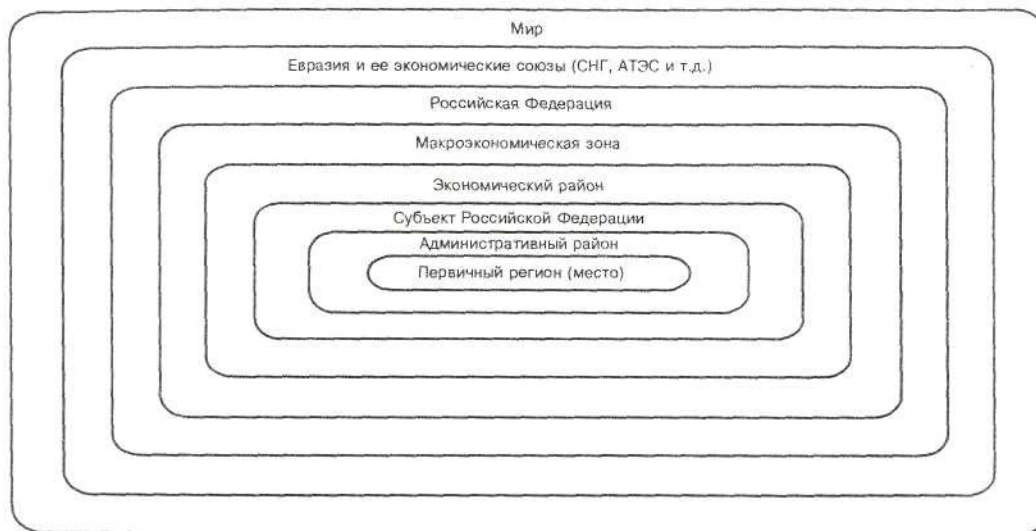 Мир
Евразия и ее экономические союзы (СНГ, АТЭС и т.д.)
Российская Федерация
Макроэкономическая зона
Экономический район
Субъект Российской Федерации
Административный район
Первичный регион (место)